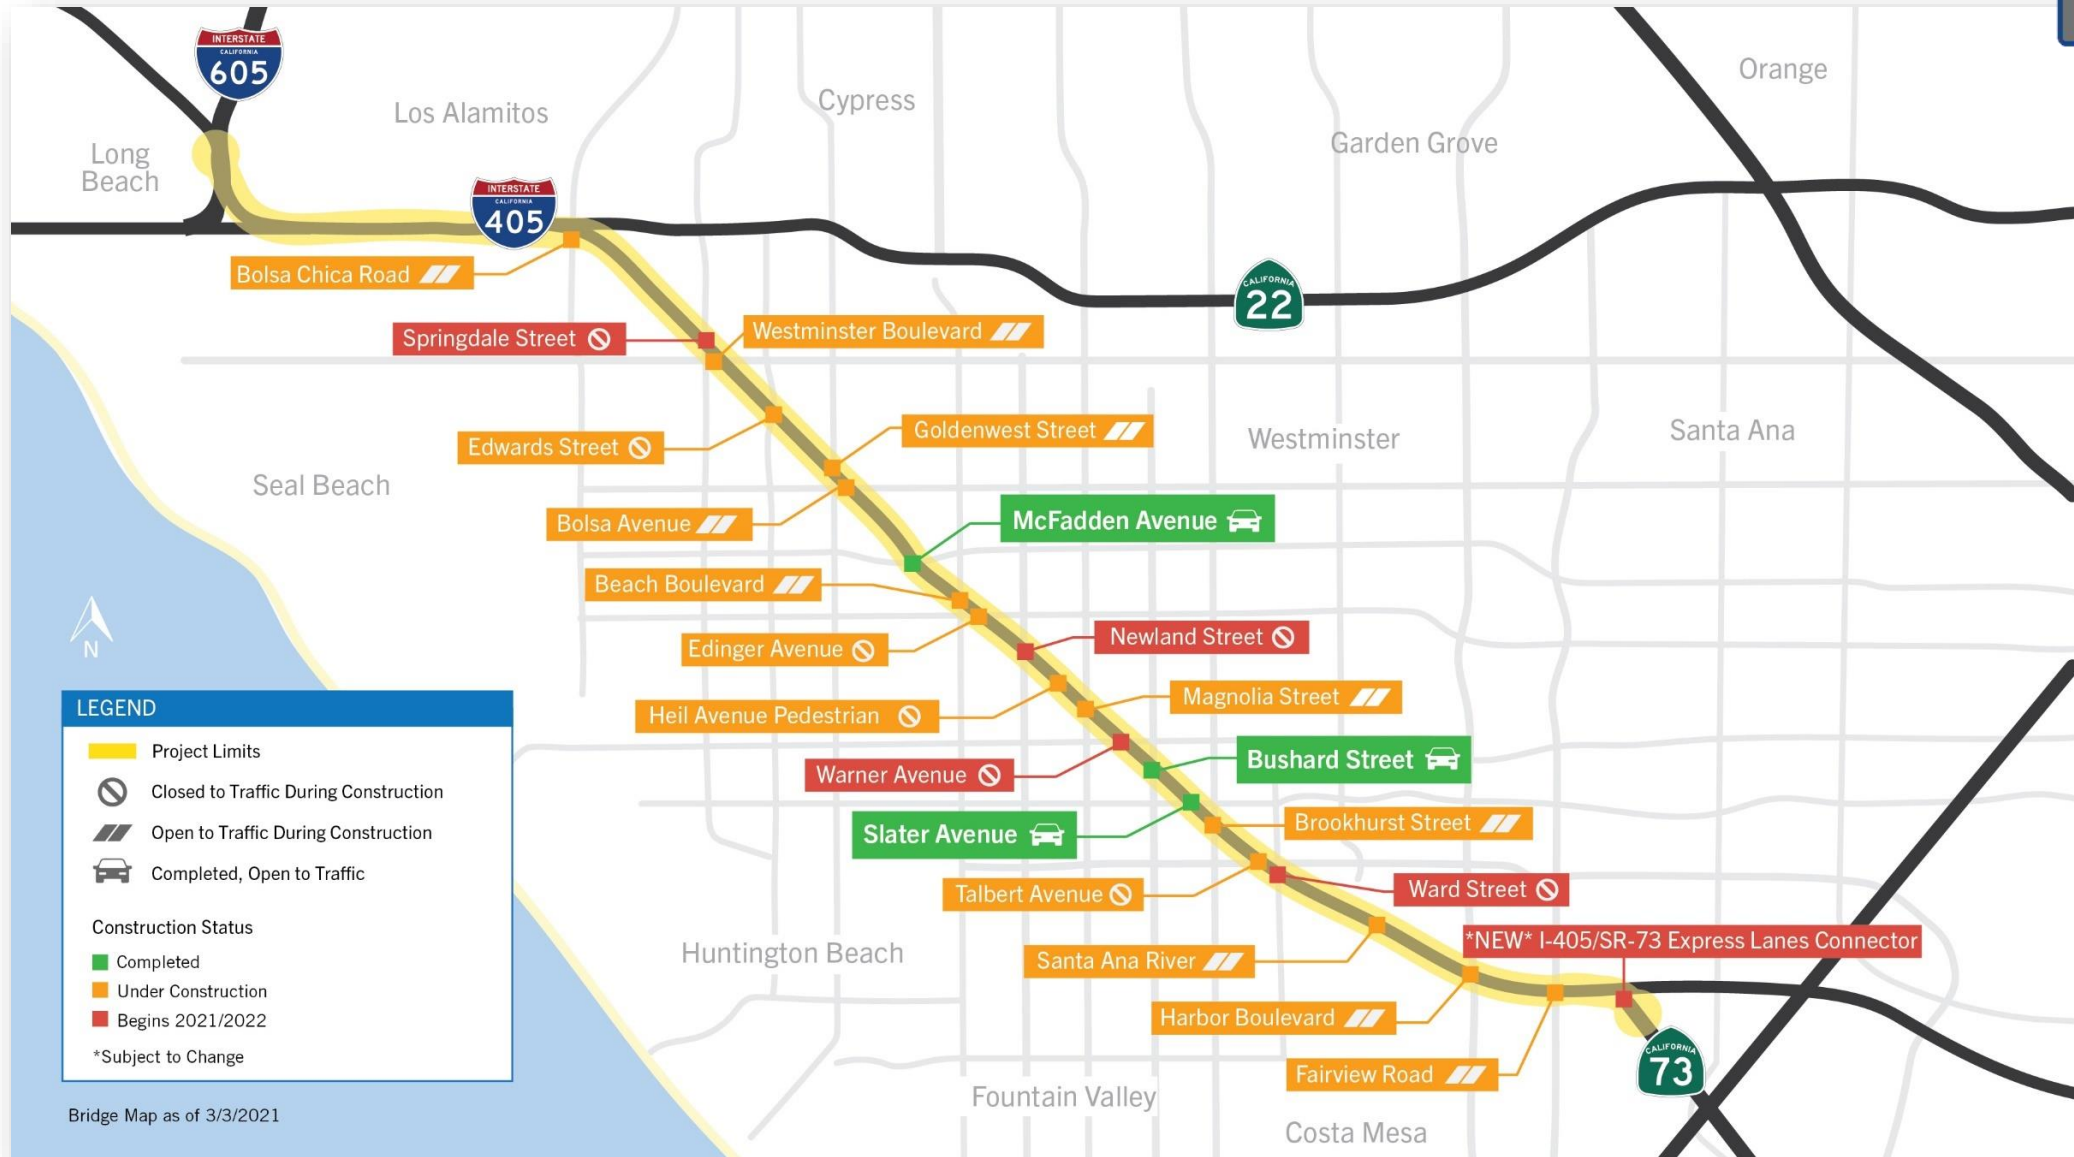 INTERSTATE
CALIFORNIA
605
Orange
Cypress
Los Alamitos
Garden Grove
Long
Beach
INTERSTATE
CALIFORNIA
405
Bolsa Chica Road
CALIFORNIA
22
Springdale Street
Westminster Boulevard
Edwards Street
Goldenwest Street
Westminster
Santa Ana
Seal Beach
Bolsa Avenue
McFadden Avenue
Beach Boulevard
Newland Street
Edinger Avenue
N
Heil Avenue Pedestrian
Magnolia Street
Warner Avenue
Bushard Street
Slater Avenue
Brookhurst Street
Talbert Avenue
Ward Street
Huntington Beach
Santa Ana River
*NEW* I-405/SR-73 Express Lanes Connector
Harbor Boulevard
Fairview Road
CALIFORNIA
73
Fountain Valley
Costa Mesa
LEGEND
Project Limits
Closed to Traffic During Construction
Open to Traffic During Construction
Completed, Open to Traffic
Construction Status
Completed
Under Construction
Begins 2021/2022
*Subject to Change
Bridge Map as of 3/3/2021